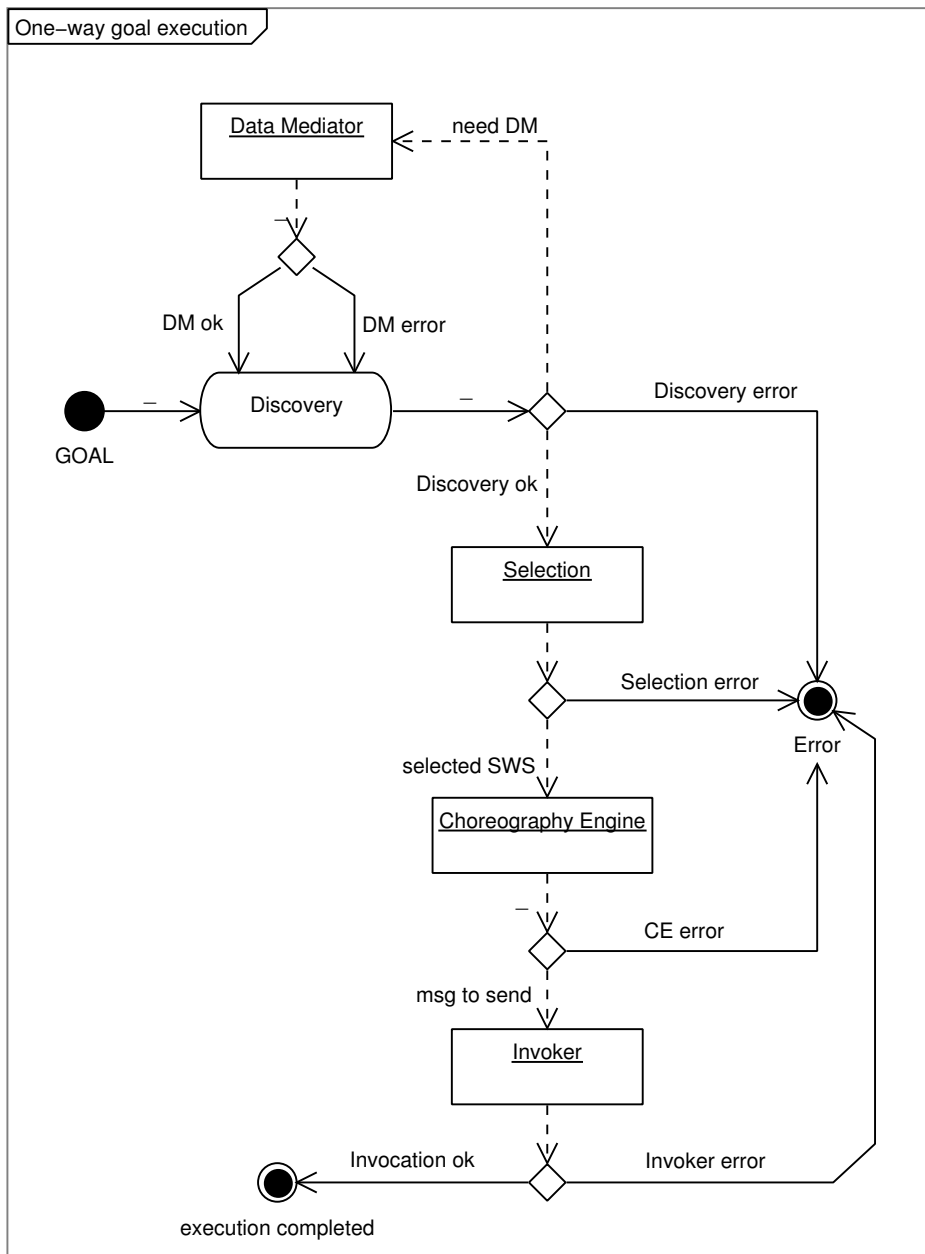 One−way goal execution
Data Mediator
need DM
_
DM ok
DM error
_
Discovery
_
Discovery error
GOAL
Discovery ok
Selection
Selection error
Error
selected SWS
Choreography Engine
_
CE error
msg to send
Invoker
Invocation ok
Invoker error
execution completed